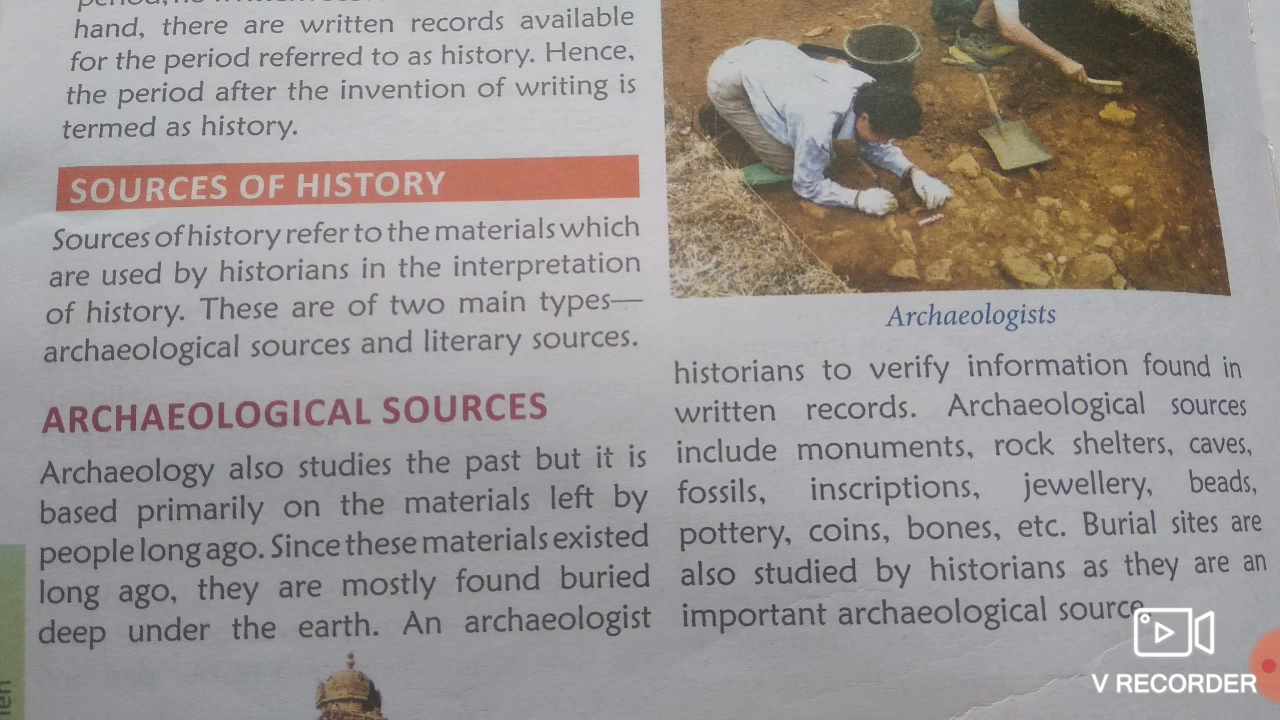 hand, there are written records available
for the period referred to as history. Hence,
the period after the invention of writing is
termed as history.
SOURCES OF HISTORY
Sources of history refer to the materials which
are used by historians in the interpretation
of history. These are of two main types—
archaeological sources and literary sources.
ARCHAEOLOGICAL SOURCES
Archaeology also studies the past but it is
based primarily on the materials left by
people long ago. Since these materials existed
long ago, they are mostly found buried
deep under the earth. An archaeologist
Archaeologists
historians to verify information found in
written records. Archaeological sources
include monuments, rock shelters, caves,
fossils, inscriptions, jewellery, beads,
pottery, coins, bones, etc. Burial sites are
also studied by historians as they are an
important archaeological source
V RECORDER